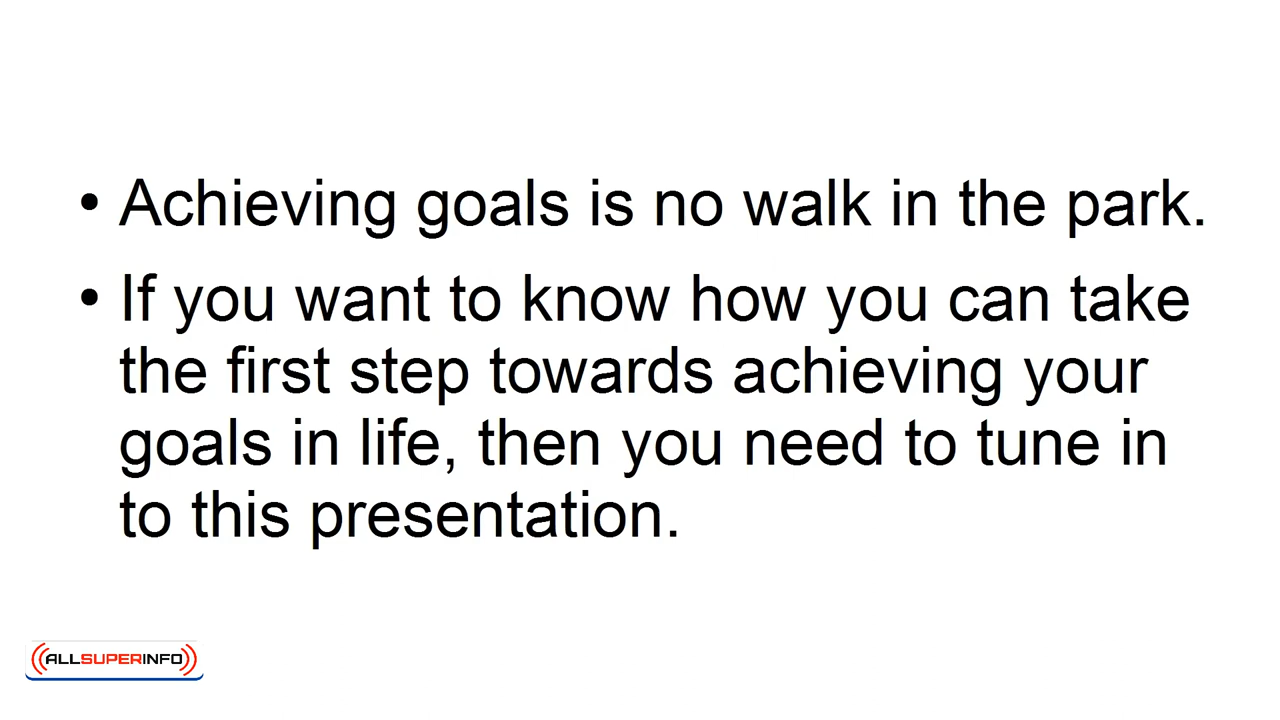 • Achieving goals is no walk in the park.
• If you want to know how you can take
the first step towards achieving your
goals in life, then you need to tune in
to this presentation.
((ALLSUPERINFO))